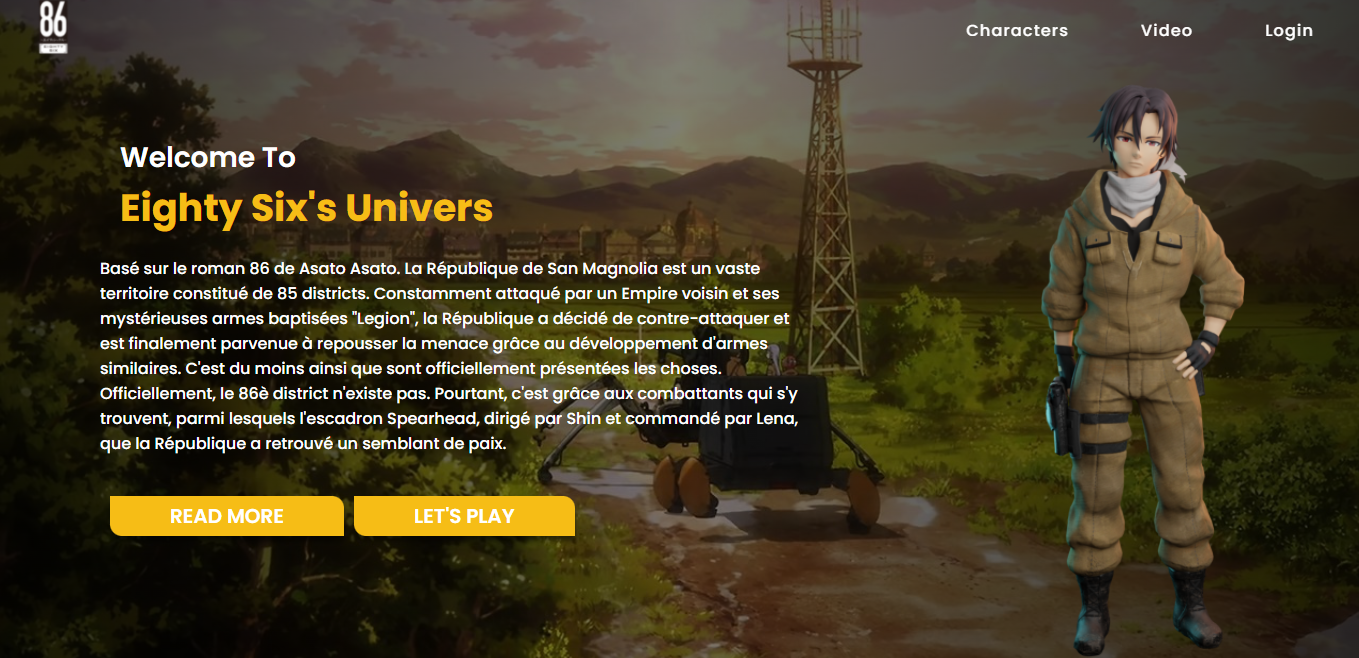 86
Characters Video Login
Welcome To
Eighty Six's Univers
Basé sur le roman 86 de Asato Asato. La République de San Magnolia est un vaste
territoire constitué de 85 districts. Constamment attaqué par un Empire voisin et ses
mystérieuses armes baptisées "Legion", la République a décidé de contre-attaquer et
est finalement parvenue à repousser la menace grâce au développement d'armes
similaires. C'est du moins ainsi que sont officiellement présentées les choses.
Officiellement, le 86è district n'existe pas. Pourtant, c'est grâce aux combattants qui s'y
trouvent, parmi lesquels l'escadron Spearhead, dirigé par Shin et commandé par Lena,
que la République a retrouvé un semblant de paix.
READ MORE LET'S PLAY